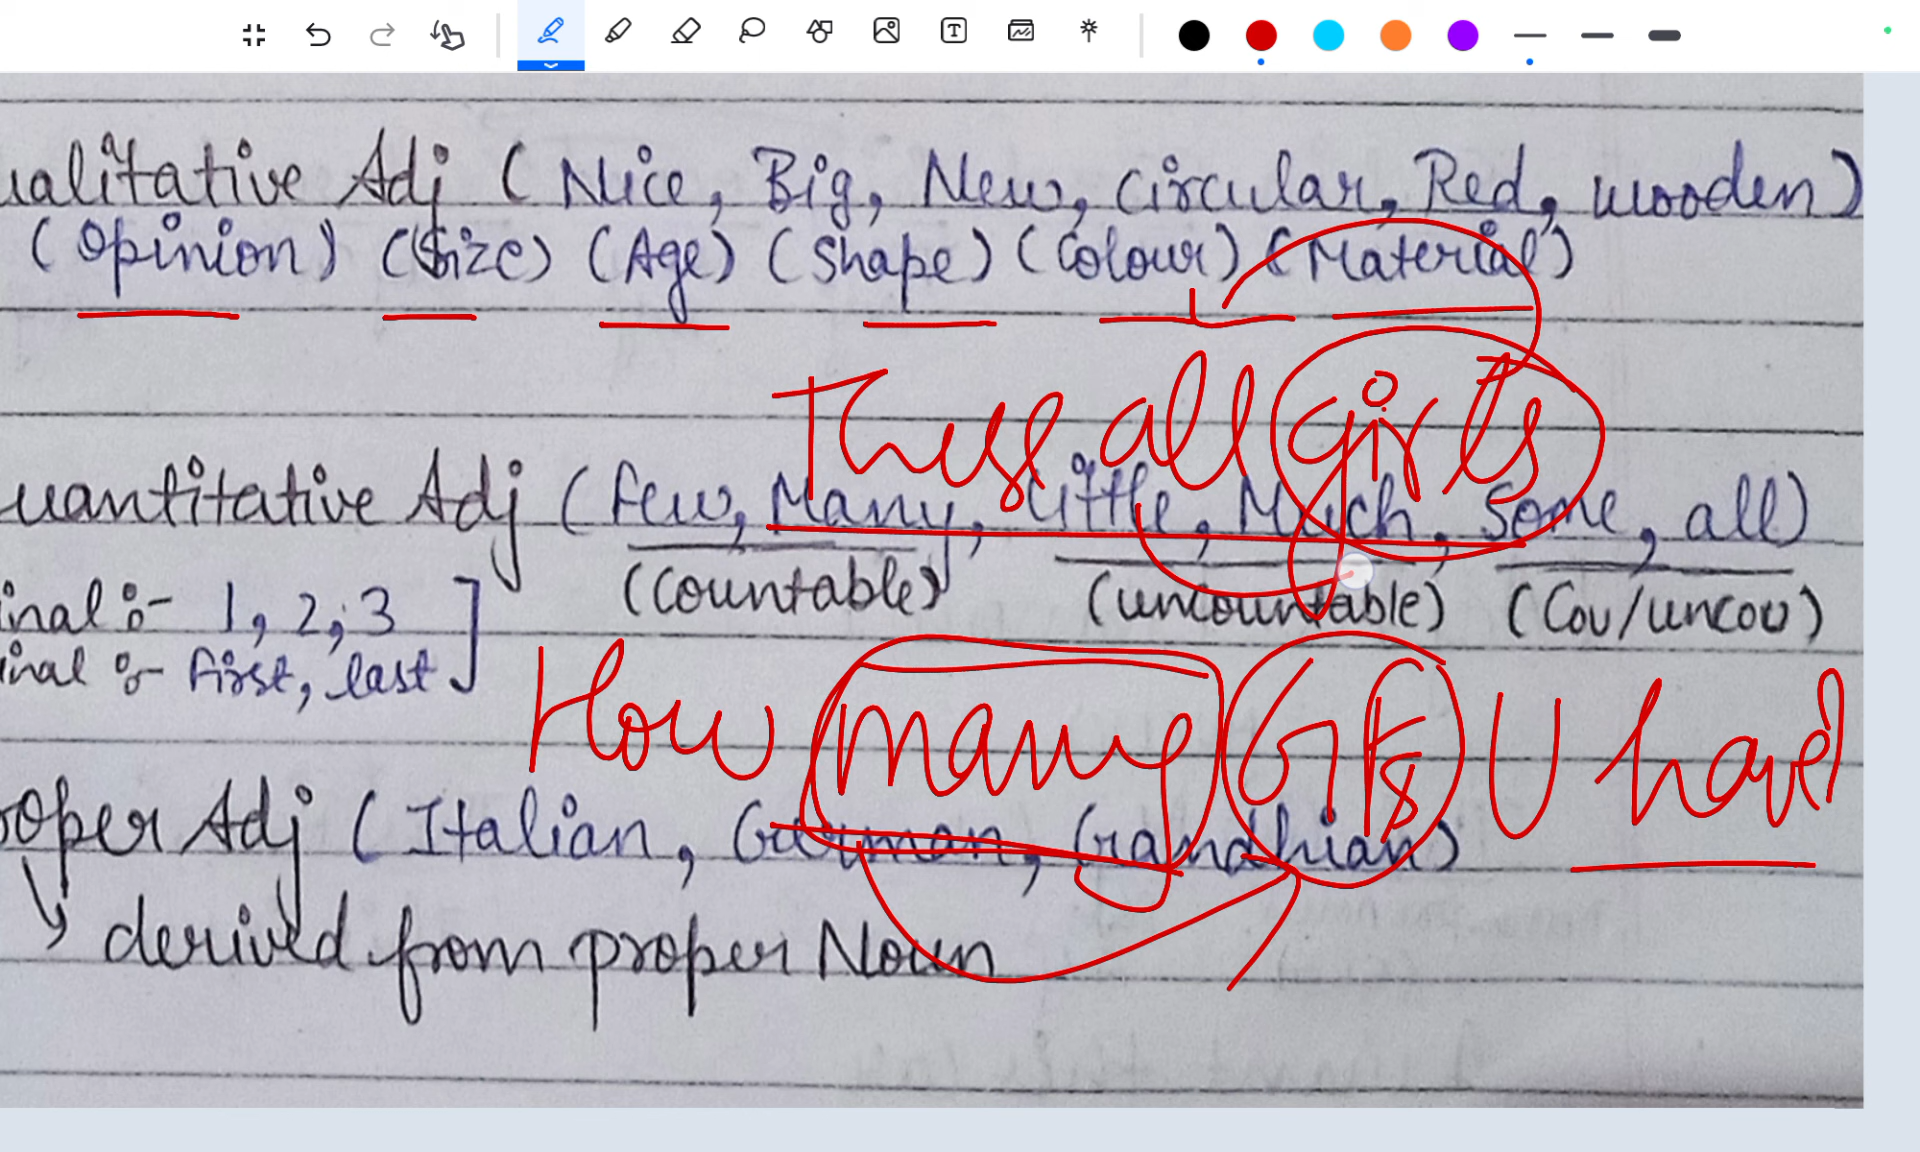 ualitative Adj ( Nice, Big, New, Circular, Red, wooden )
( Opinion ) ( Size ) ( Age ) ( Shape ) ( Colour ) ( Material )
These all girls
uantitative Adj ( few, Many, little, Much, Some, all )
(Countable) (uncountable) (Cou/uncou)
inal :- 1, 2, 3
inal :- first, last
How many GFs U have
oper Adj ( Italian, German, Gandhian )
derived from proper Noun